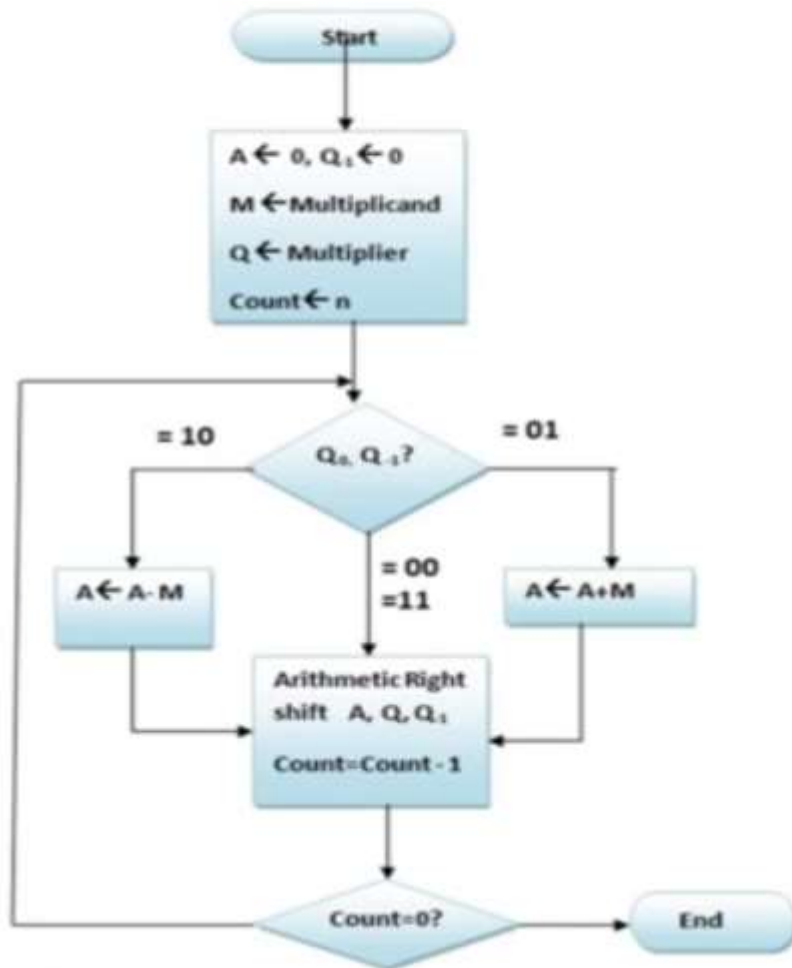 Start
A ← 0, Q₋₁ ← 0
M ← Multiplicand
Q ← Multiplier
Count ← n
= 10
Q₀, Q₋₁?
= 01
= 00
=11
A ← A- M
A ← A+M
Arithmetic Right
shift A, Q, Q₋₁
Count=Count - 1
Count=0?
End